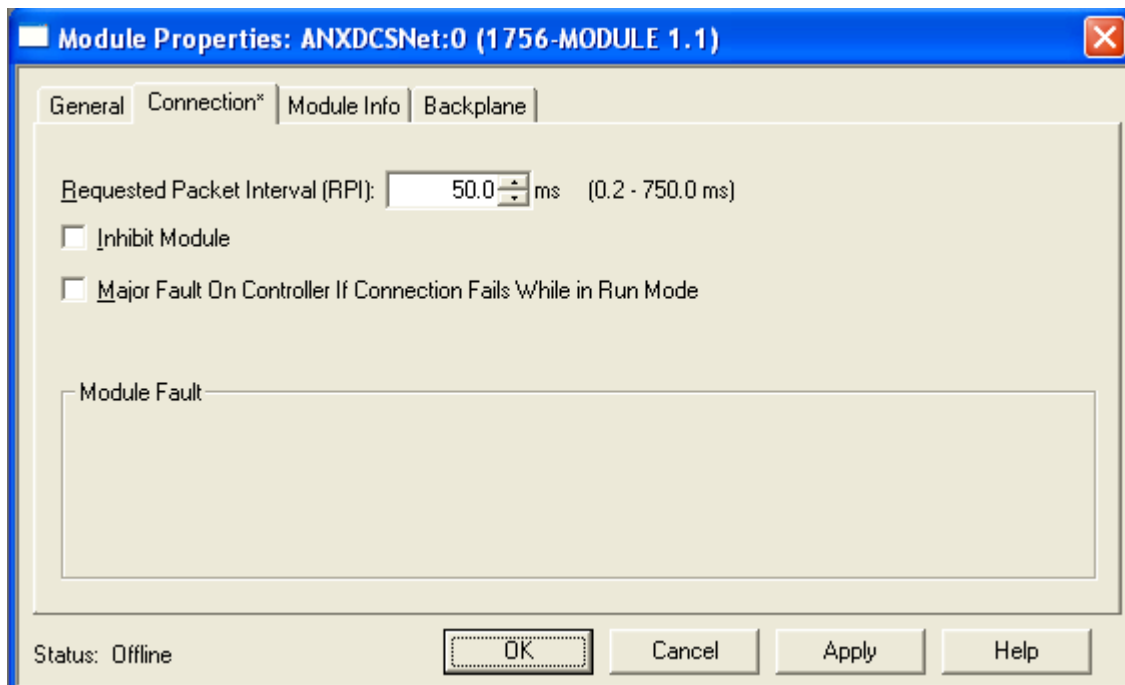 Module Properties: ANXDCSNet:0 (1756-MODULE 1.1)
General Connection* Module Info Backplane
Requested Packet Interval (RPI): 50.0 ms (0.2 - 750.0 ms)
Inhibit Module
Major Fault On Controller If Connection Fails While in Run Mode
Module Fault
Status: Offline OK Cancel Apply Help